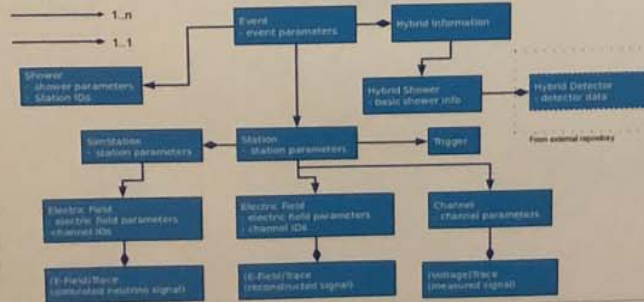 1..n
1..1
Event
- event parameters
Hybrid Information
Shower
- shower parameters
- Station IDs
Hybrid Shower
- basic shower info
Hybrid Detector
- detector data
From external repository
SimStation
- station parameters
Station
- station parameters
Trigger
Electric Field
- electric field parameters
- channel IDs
Electric Field
- electric field parameters
- channel IDs
Channel
- channel parameters
(E-Field)Trace
(simulated neutrino signal)
(E-Field)Trace
(reconstructed signal)
(Voltage)Trace
(measured signal)